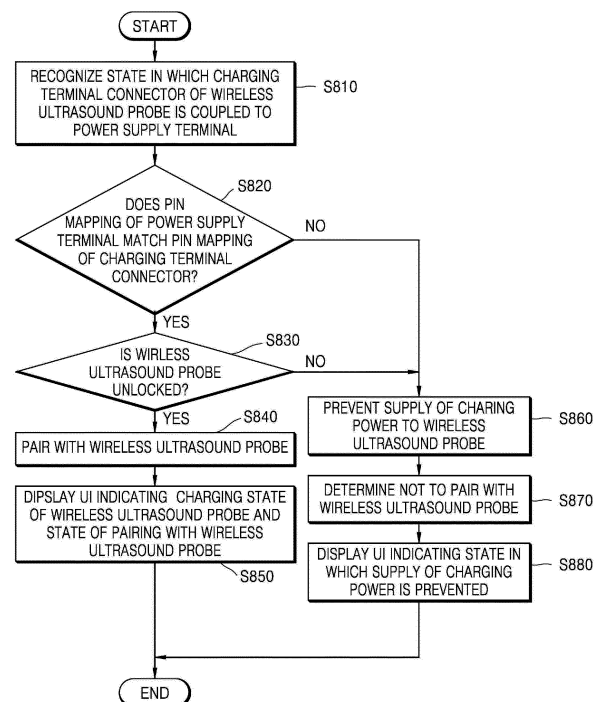 START
RECOGNIZE STATE IN WHICH CHARGING
TERMINAL CONNECTOR OF WIRELESS
ULTRASOUND PROBE IS COUPLED TO
POWER SUPPLY TERMINAL
S810
S820
DOES PIN
MAPPING OF POWER SUPPLY
TERMINAL MATCH PIN MAPPING
OF CHARGING TERMINAL
CONNECTOR?
NO
YES
S830
IS WIRLESS
ULTRASOUND PROBE
UNLOCKED?
NO
YES
S840
PAIR WITH WIRELESS ULTRASOUND PROBE
DIPSLAY UI INDICATING CHARGING STATE
OF WIRELESS ULTRASOUND PROBE AND
STATE OF PAIRING WITH WIRELESS
ULTRASOUND PROBE
S850
PREVENT SUPPLY OF CHARING
POWER TO WIRELESS
ULTRASOUND PROBE
S860
DETERMINE NOT TO PAIR WITH
WIRELESS ULTRASOUND PROBE
S870
DISPLAY UI INDICATING STATE IN
WHICH SUPPLY OF CHARGING
POWER IS PREVENTED
S880
END